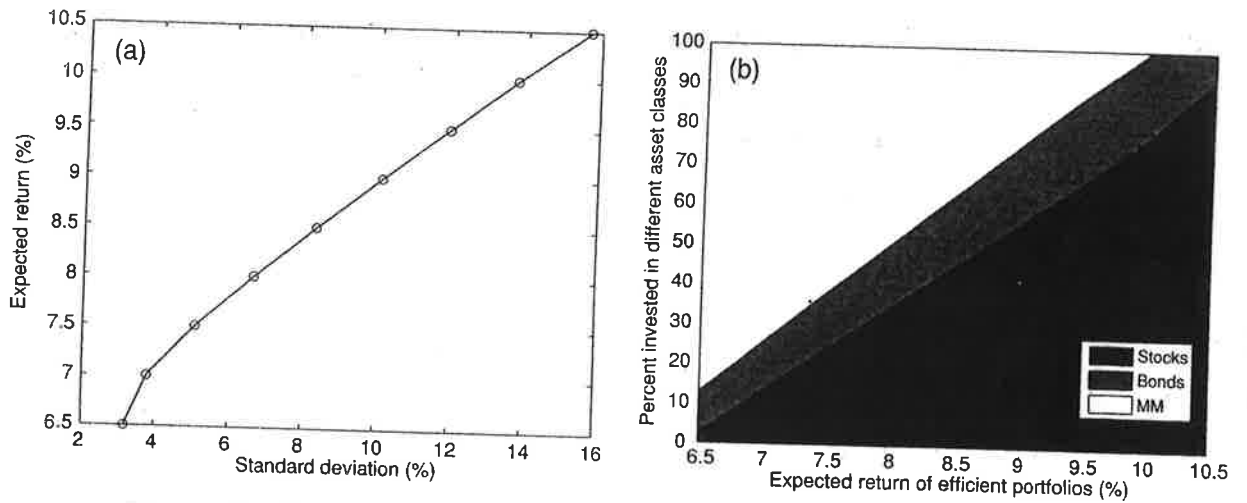 (a)
Expected return (%)
10.5
10
9.5
9
8.5
8
7.5
7
6.5
2 4 6 8 10 12 14 16
Standard deviation (%)
(b)
Percent invested in different asset classes
100
90
80
70
60
50
40
30
20
10
0
6.5 7 7.5 8 8.5 9 9.5 10 10.5
Expected return of efficient portfolios (%)
Stocks
Bonds
MM